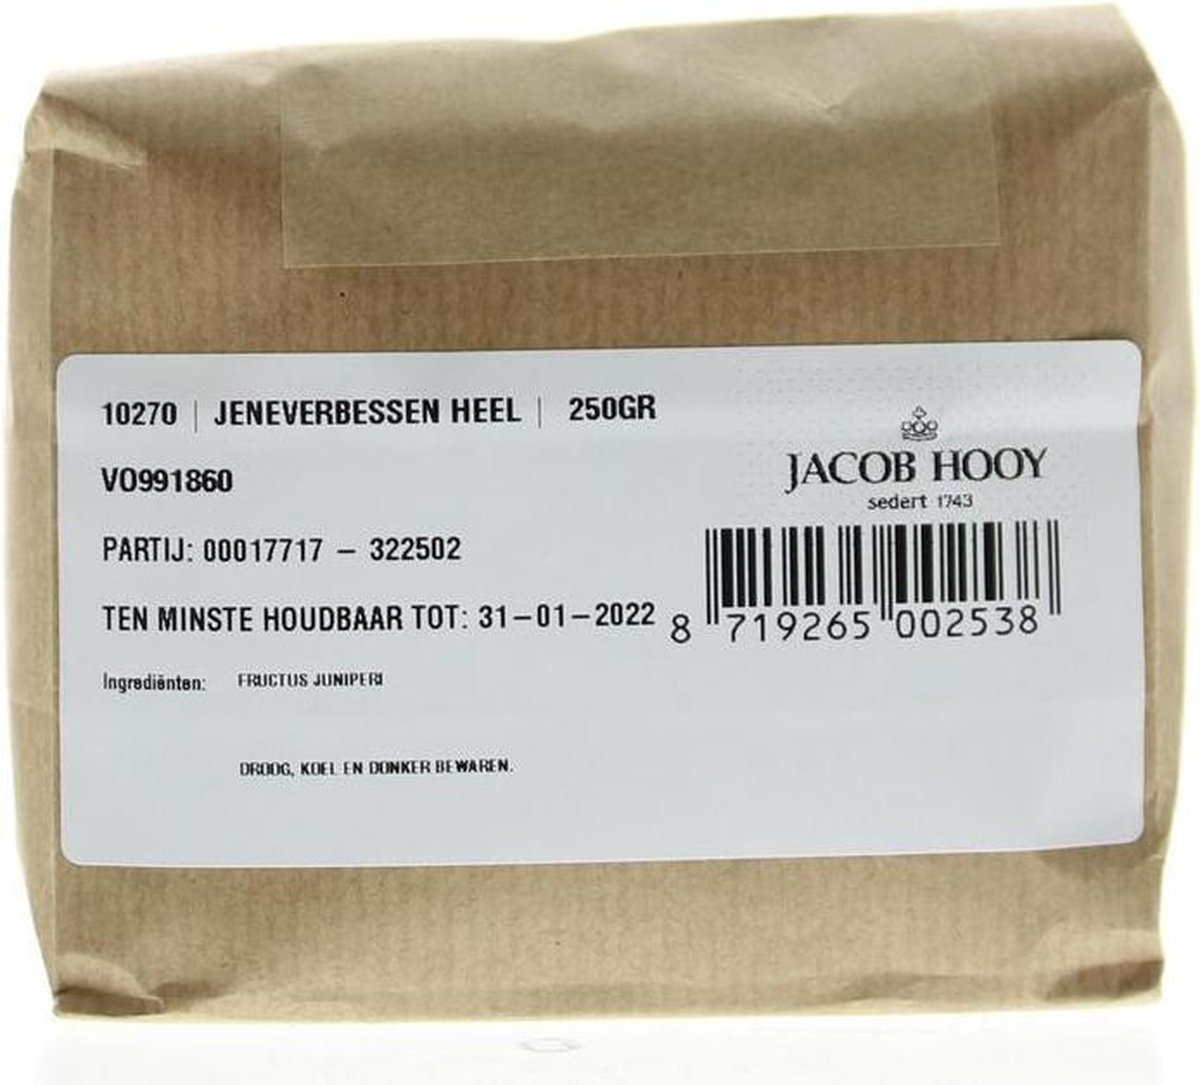 10270 | JENEVERBESSEN HEEL | 250GR
VO991860
PARTIJ: 00017717 – 322502
TEN MINSTE HOUDBAAR TOT: 31–01–2022
Ingrediënten: FRUCTUS JUNIPERI
DROOG, KOEL EN DONKER BEWAREN.
JACOB HOOY
sedert 1743
8 719265 002538